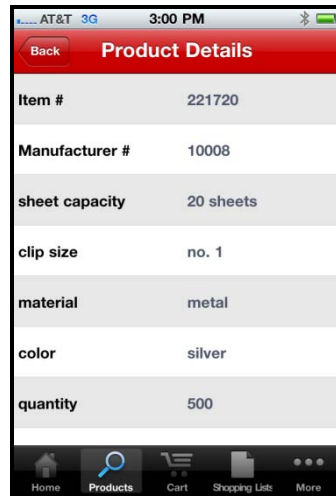 AT&T 3G 3:00 PM
Back Product Details
Item # 221720
Manufacturer # 10008
sheet capacity 20 sheets
clip size no. 1
material metal
color silver
quantity 500
Home Products Cart Shopping Lists More